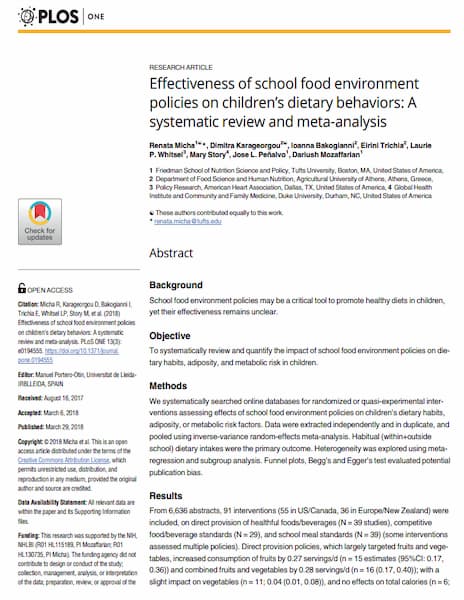 PLOS | ONE
RESEARCH ARTICLE
Effectiveness of school food environment
policies on children's dietary behaviors: A
systematic review and meta-analysis
Renata Micha1☯*, Dimitra Karageorgou2☯, Ioanna Bakogianni2, Eirini Trichia2, Laurie
P. Whitsel3, Mary Story4, Jose L. Peñalvo1, Dariush Mozaffarian1
1 Friedman School of Nutrition Science and Policy, Tufts University, Boston, MA, United States of America,
2 Department of Food Science and Human Nutrition, Agricultural University of Athens, Athens, Greece,
3 Policy Research, American Heart Association, Dallas, TX, United States of America, 4 Global Health
Institute and Community and Family Medicine, Duke University, Durham, NC, United States of America
☯ These authors contributed equally to this work.
* renata.micha@tufts.edu
Check for
updates
OPEN ACCESS
Citation: Micha R, Karageorgou D, Bakogianni I,
Trichia E, Whitsel LP, Story M, et al. (2018)
Effectiveness of school food environment policies
on children's dietary behaviors: A systematic
review and meta-analysis. PLoS ONE 13(3):
e0194555. https://doi.org/10.1371/journal.
pone.0194555
Editor: Manuel Portero-Otin, Universitat de Lleida-
IRBLLEIDA, SPAIN
Received: August 16, 2017
Accepted: March 6, 2018
Published: March 29, 2018
Copyright: © 2018 Micha et al. This is an open
access article distributed under the terms of the
Creative Commons Attribution License, which
permits unrestricted use, distribution, and
reproduction in any medium, provided the original
author and source are credited.
Data Availability Statement: All relevant data are
within the paper and its Supporting Information
files.
Funding: This research was supported by the NIH,
NHLBI (R01 HL115189, PI Mozaffarian; R01
HL130735, PI Micha). The funding agency did not
contribute to design or conduct of the study;
collection, management, analysis, or interpretation
of the data; preparation, review, or approval of the
Abstract
Background
School food environment policies may be a critical tool to promote healthy diets in children,
yet their effectiveness remains unclear.
Objective
To systematically review and quantify the impact of school food environment policies on die-
tary habits, adiposity, and metabolic risk in children.
Methods
We systematically searched online databases for randomized or quasi-experimental inter-
ventions assessing effects of school food environment policies on children's dietary habits,
adiposity, or metabolic risk factors. Data were extracted independently and in duplicate, and
pooled using inverse-variance random-effects meta-analysis. Habitual (within+outside
school) dietary intakes were the primary outcome. Heterogeneity was explored using meta-
regression and subgroup analysis. Funnel plots, Begg's and Egger's test evaluated potential
publication bias.
Results
From 6,636 abstracts, 91 interventions (55 in US/Canada, 36 in Europe/New Zealand) were
included, on direct provision of healthful foods/beverages (N = 39 studies), competitive
food/beverage standards (N = 29), and school meal standards (N = 39) (some interventions
assessed multiple policies). Direct provision policies, which largely targeted fruits and vege-
tables, increased consumption of fruits by 0.27 servings/d (n = 15 estimates (95%CI: 0.17,
0.36)) and combined fruits and vegetables by 0.28 servings/d (n = 16 (0.17, 0.40)); with a
slight impact on vegetables (n = 11; 0.04 (0.01, 0.08)), and no effects on total calories (n = 6;